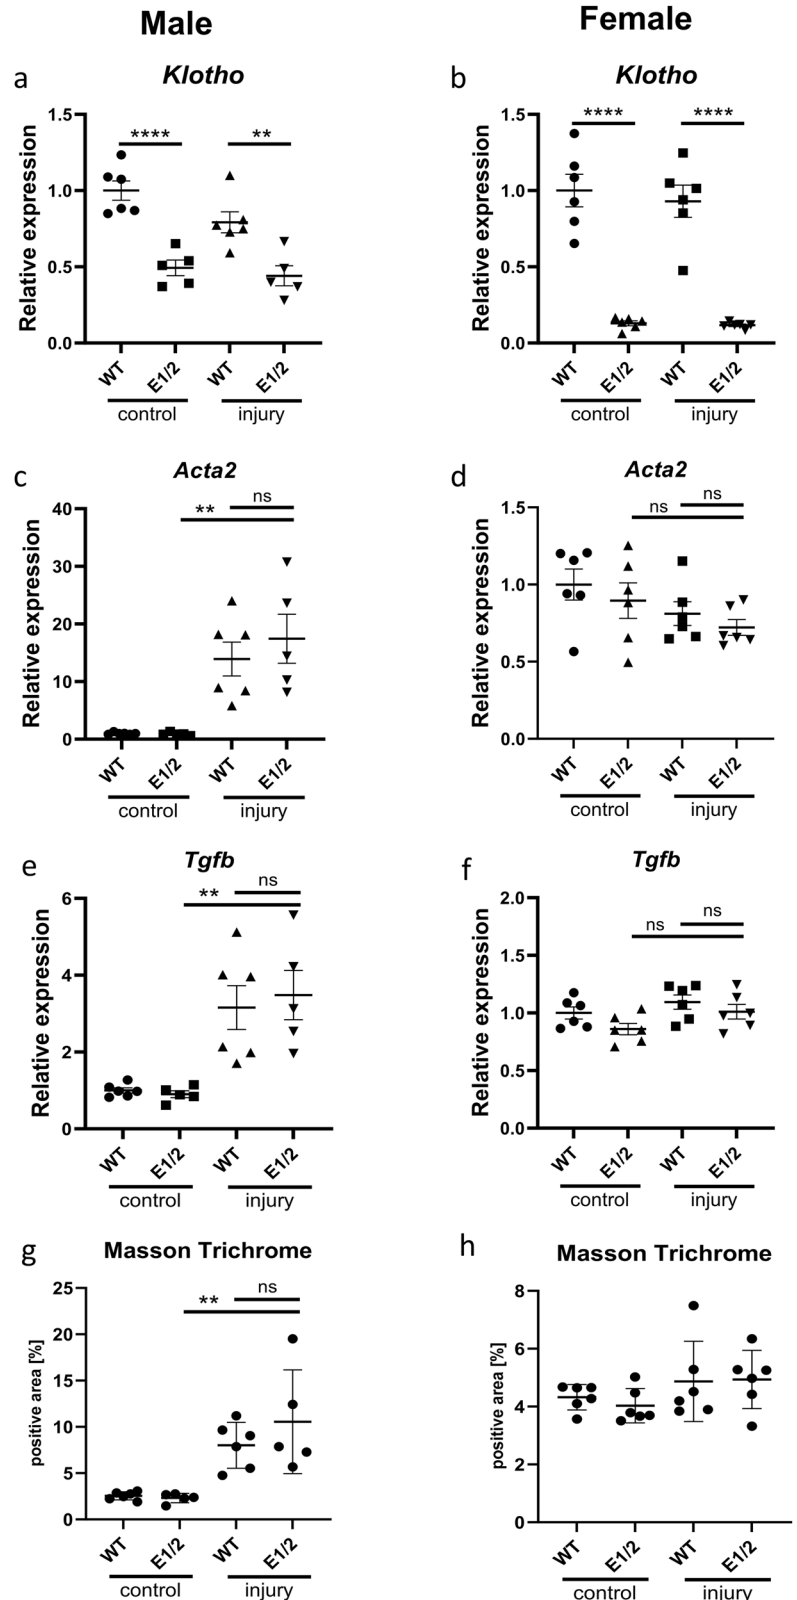 Male
Female
a
Klotho
Relative expression
1.5
1.0
0.5
0.0
****
**
WT
E1/2
WT
E1/2
control
injury
b
Klotho
Relative expression
1.5
1.0
0.5
0.0
****
****
WT
E1/2
WT
E1/2
control
injury
c
Acta2
Relative expression
40
30
20
10
0
ns
**
WT
E1/2
WT
E1/2
control
injury
d
Acta2
Relative expression
1.5
1.0
0.5
0.0
ns
ns
WT
E1/2
WT
E1/2
control
injury
e
Tgfb
Relative expression
6
4
2
0
ns
**
WT
E1/2
WT
E1/2
control
injury
f
Tgfb
Relative expression
2.0
1.5
1.0
0.5
0.0
ns
ns
WT
E1/2
WT
E1/2
control
injury
g
Masson Trichrome
positive area [%]
25
20
15
10
5
0
ns
**
WT
E1/2
WT
E1/2
control
injury
h
Masson Trichrome
positive area [%]
8
6
4
2
0
WT
E1/2
WT
E1/2
control
injury